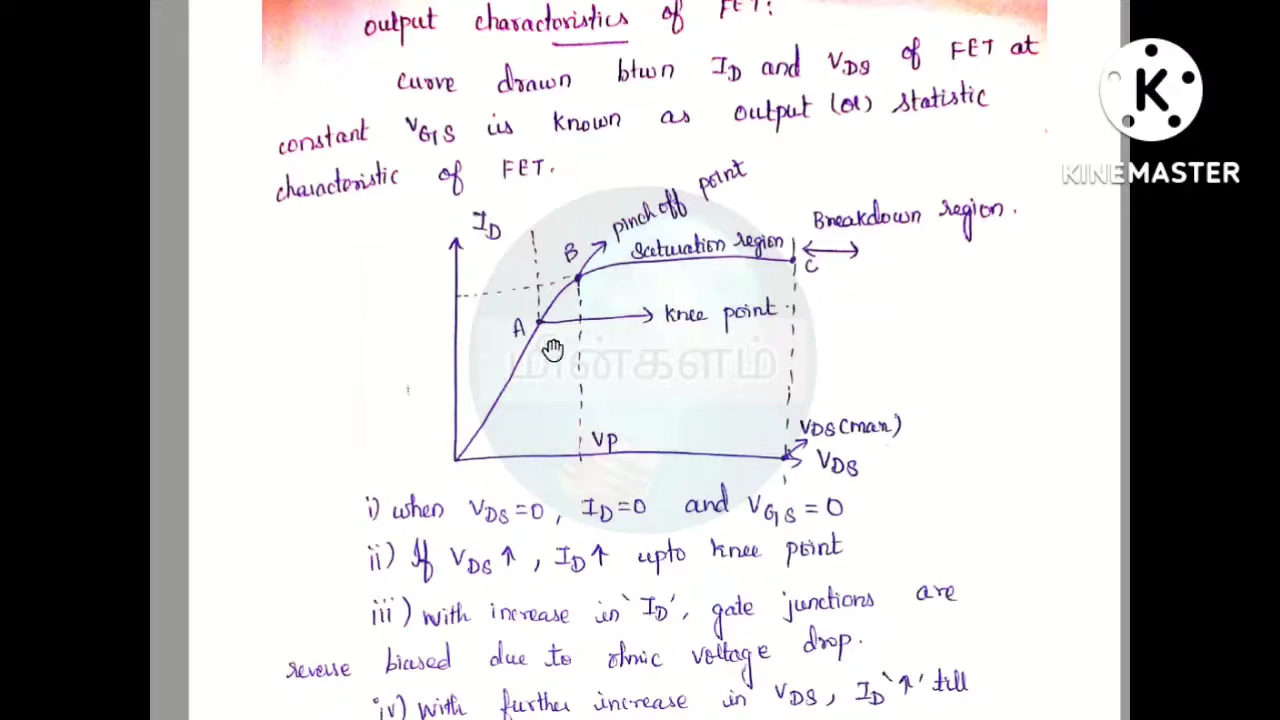 output characteristics of FET:
curve drawn btwn ID and VDS of FET at
constant VGS is known as output (or) statistic
charactoristic of FET.
ID
pinch off point
B
saturation region
Breakdown region.
C
A
Knee point
மின்களம்
VP
VDS(max)
VDS
i) when VDS=0, ID=0 and VGS=0
ii) If VDS↑, ID↑ upto knee point
iii) with increase in 'ID', gate junctions are
reverse biased due to ohmic voltage drop.
iv) with further increase in VDS, ID '↑' till
K
KINEMASTER